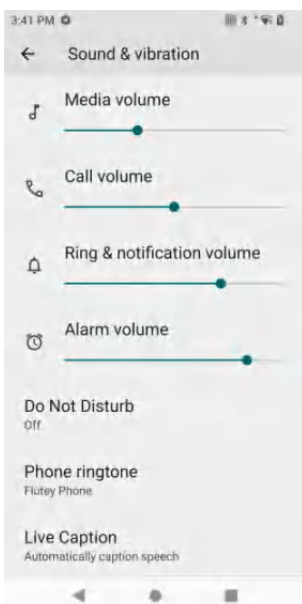 3:41 PM
Sound & vibration
Media volume
Call volume
Ring & notification volume
Alarm volume
Do Not Disturb
Off
Phone ringtone
Flutey Phone
Live Caption
Automatically caption speech